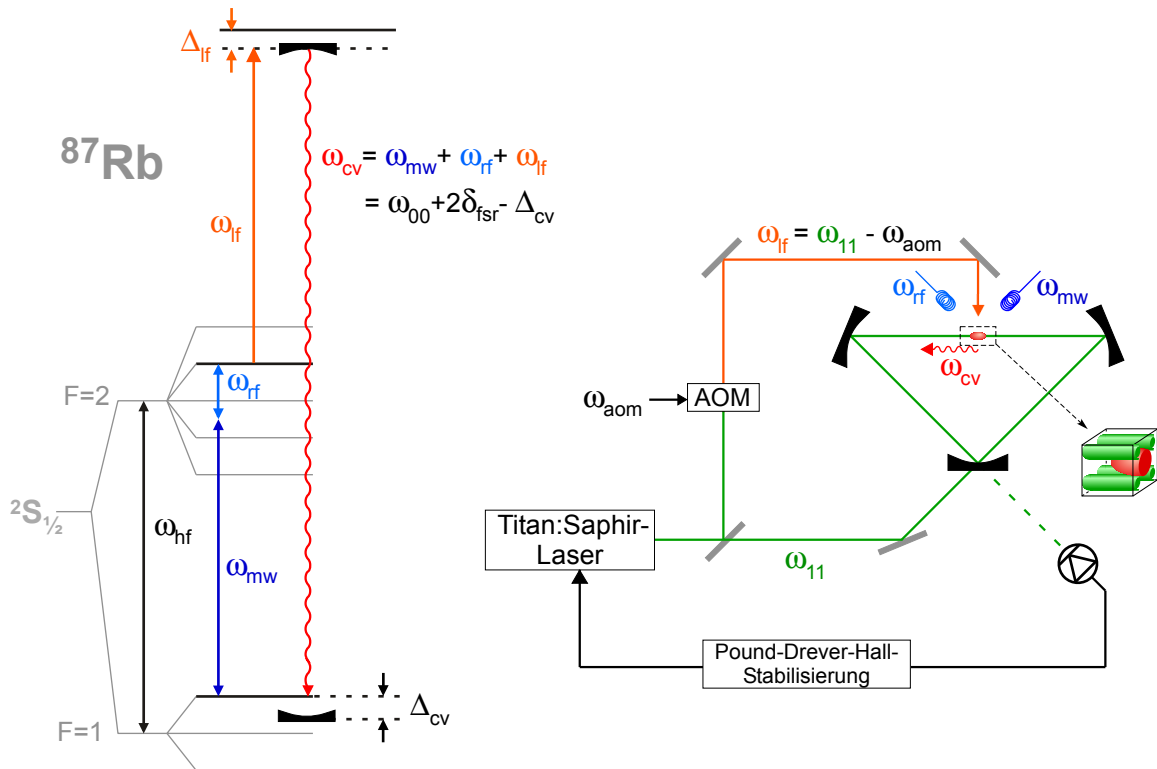 Δlf
⁸⁷Rb
ωcv= ωmw+ ωrf+ ωlf
= ω00+2δfsr- Δcv
ωlf
F=2
ωrf
²S½
ωhf
ωmw
F=1
Δcv
ωlf = ω11 - ωaom
ωrf
ωmw
ωcv
ωaom
AOM
Titan:Saphir-
Laser
ω11
Pound-Drever-Hall-
Stabilisierung